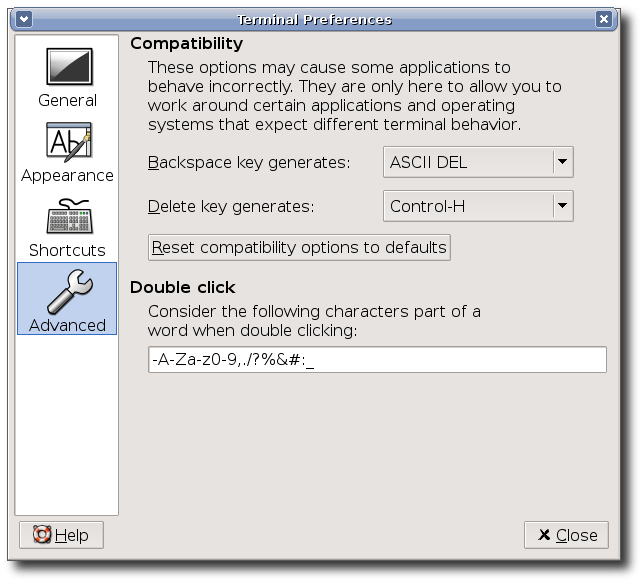 Terminal Preferences
General
Appearance
Shortcuts
Advanced
Compatibility
These options may cause some applications to
behave incorrectly. They are only here to allow you to
work around certain applications and operating
systems that expect different terminal behavior.
Backspace key generates: ASCII DEL
Delete key generates: Control-H
Reset compatibility options to defaults
Double click
Consider the following characters part of a
word when double clicking:
-A-Za-z0-9,./?%&#:_
Help
Close